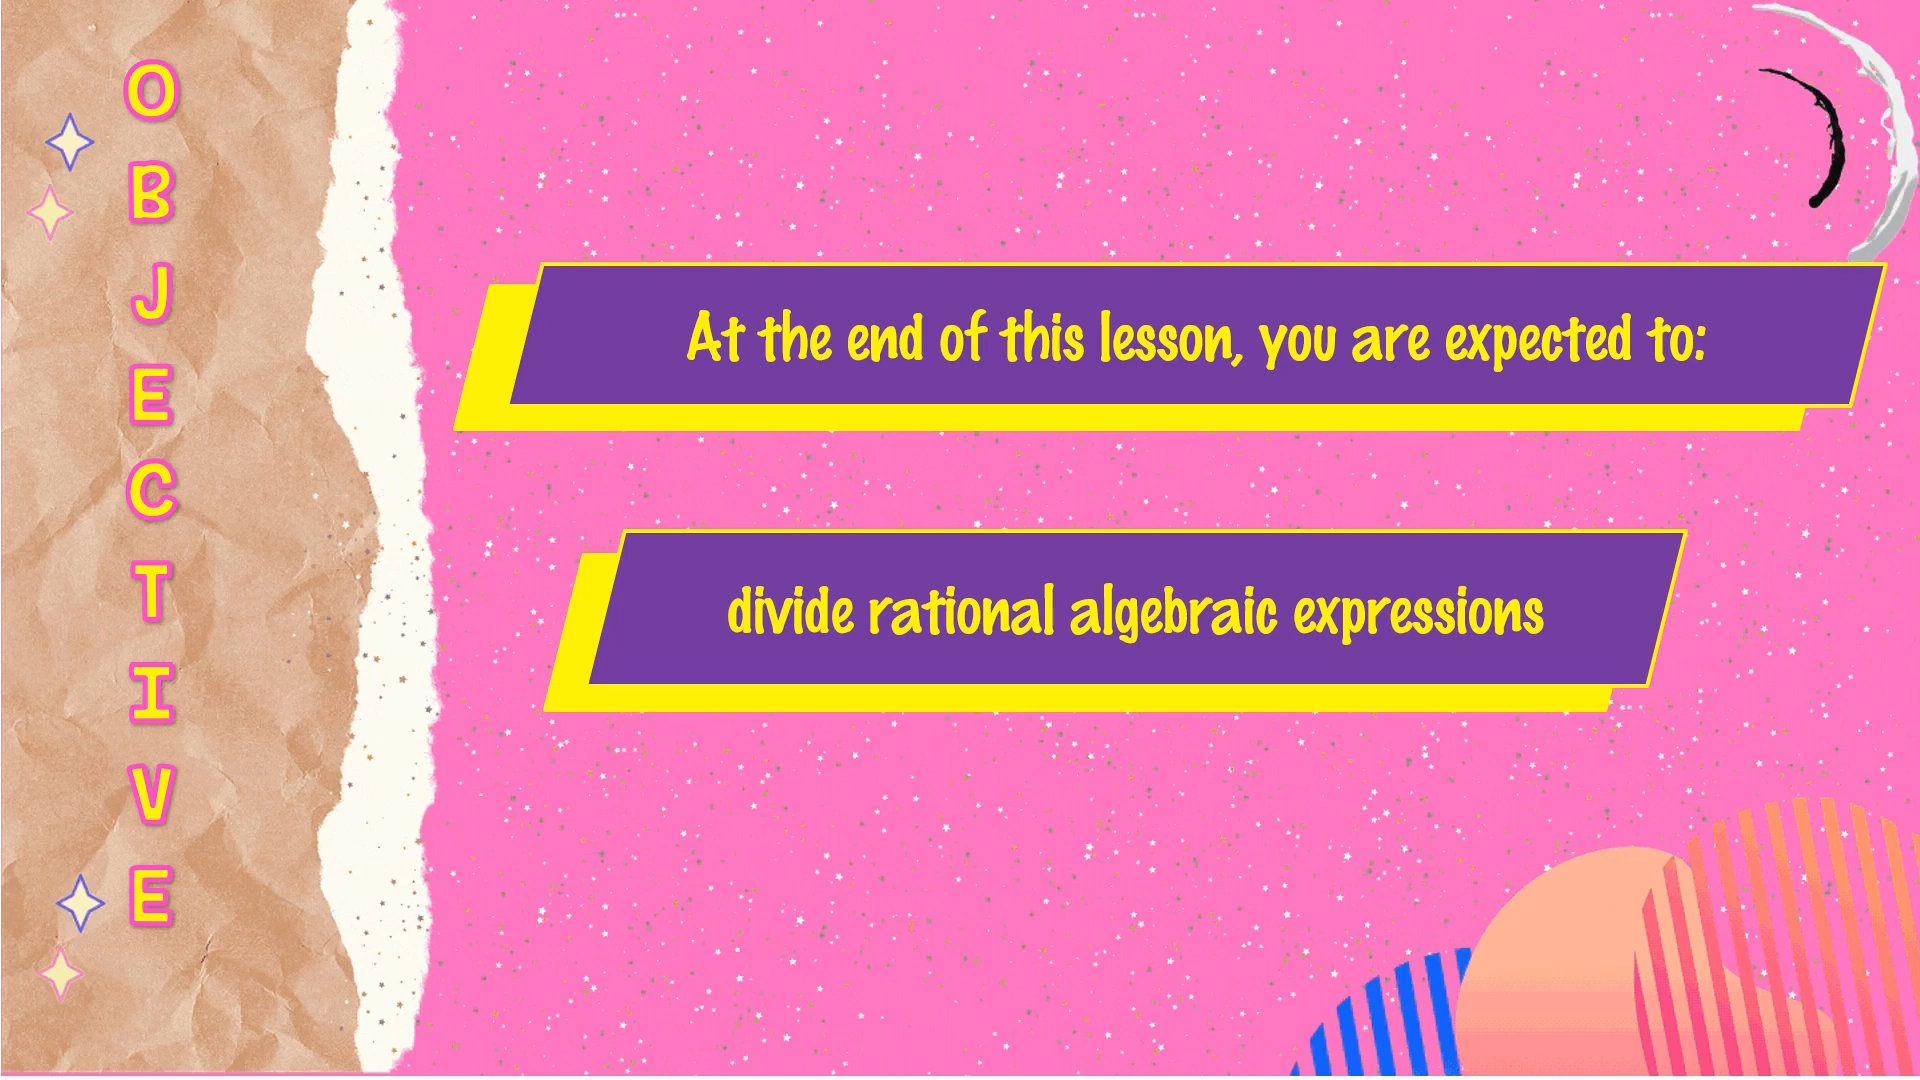 OBJECTIVE
At the end of this lesson, you are expected to:
divide rational algebraic expressions